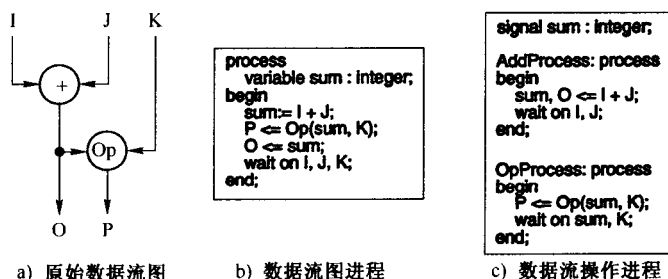 I J K
+
Op
O P
a) 原始数据流图
process
variable sum : integer;
begin
sum:= I + J;
P <= Op(sum, K);
O <= sum;
wait on I, J, K;
end;
b) 数据流图进程
signal sum : integer;
AddProcess: process
begin
sum, O <= I + J;
wait on I, J;
end;
OpProcess: process
begin
P <= Op(sum, K);
wait on sum, K;
end;
c) 数据流操作进程